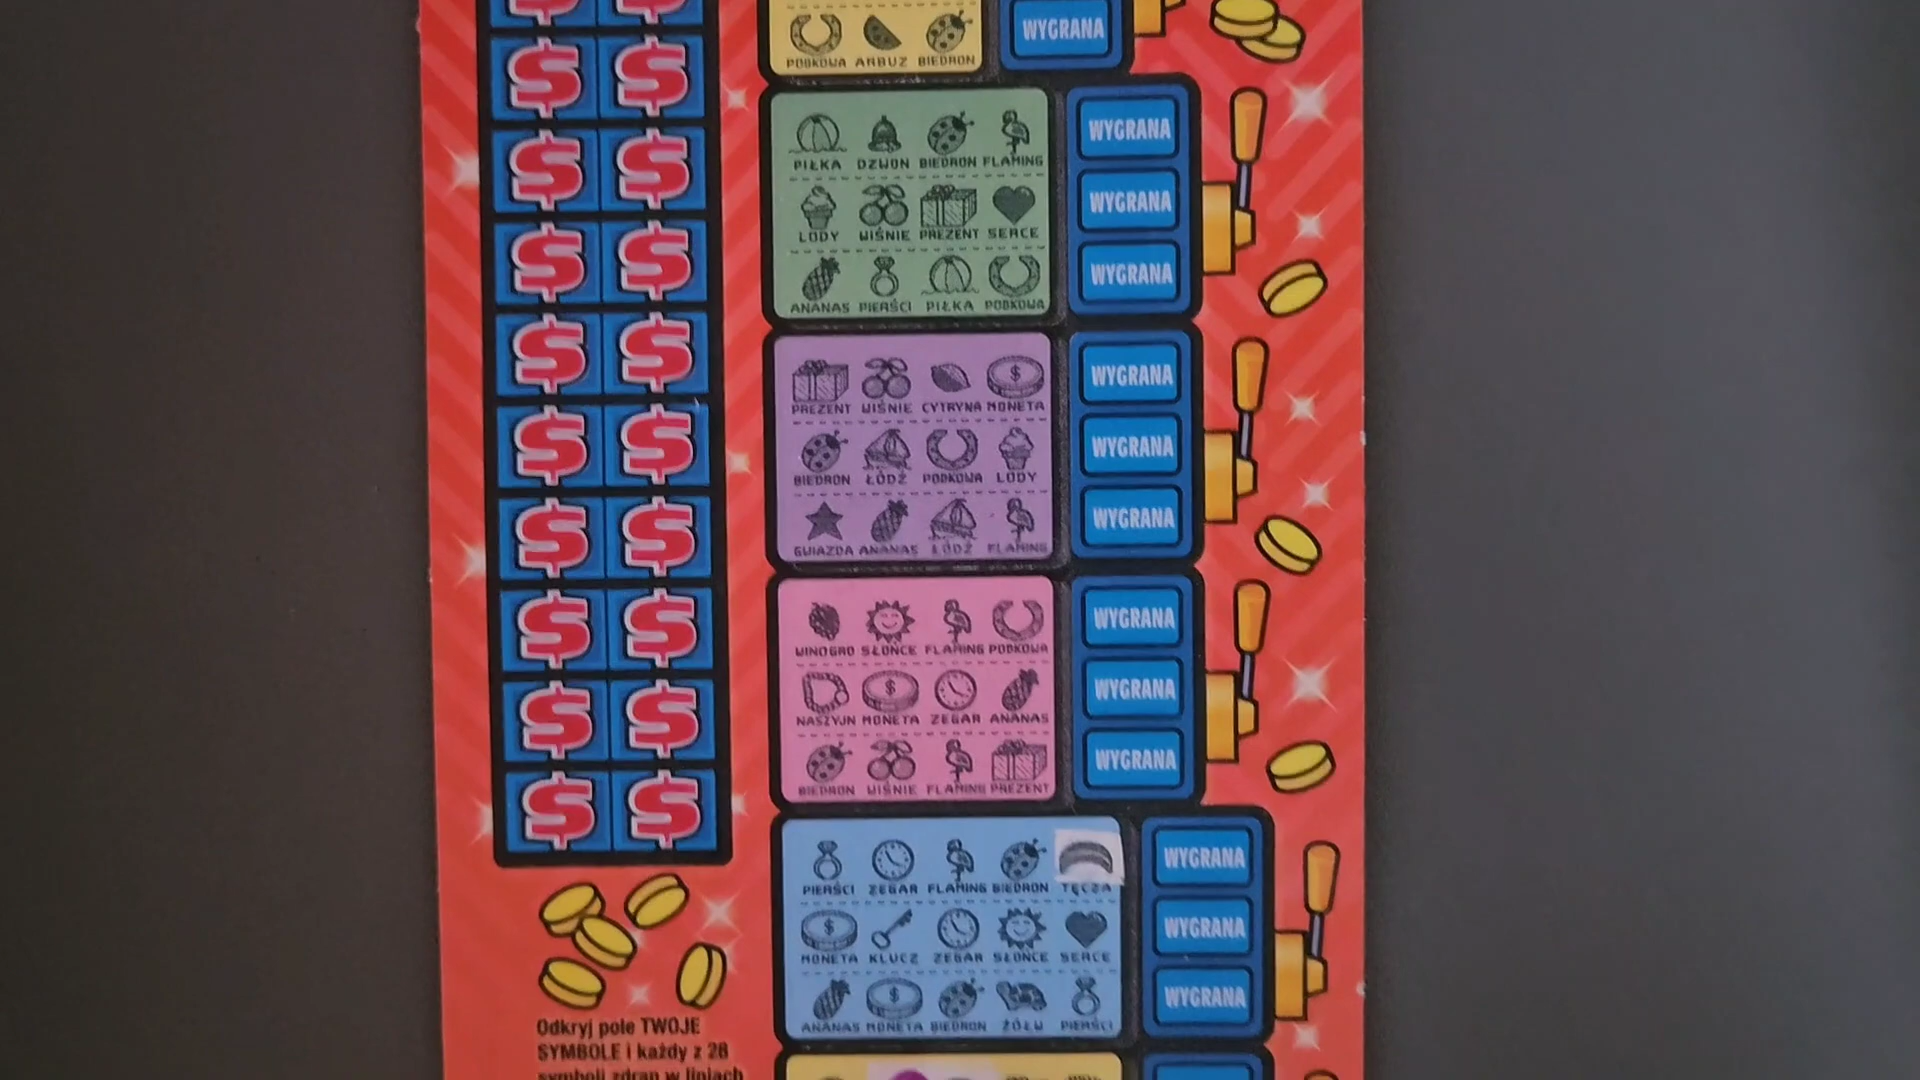 PODKOWA ARBUZ BIEDRON
WYGRANA
PIŁKA DZWON BIEDRON FLAMING
WYGRANA
LODY WIŚNIE PREZENT SERCE
WYGRANA
ANANAS PIERŚCI PIŁKA PODKOWA
WYGRANA
PREZENT WIŚNIE CYTRYNA MONETA
WYGRANA
BIEDRON ŁÓDŹ PODKOWA LODY
WYGRANA
GWIAZDA ANANAS ŁÓDŹ FLAMING
WYGRANA
WINOGRO SŁOŃCE FLAMING PODKOWA
WYGRANA
NASZYJN MONETA ZEGAR ANANAS
WYGRANA
BIEDRON WIŚNIE FLAMING PREZENT
WYGRANA
PIERŚCI ZEGAR FLAMING BIEDRON TĘCZA
WYGRANA
MONETA KLUCZ ZEGAR SŁOŃCE SERCE
WYGRANA
ANANAS MONETA BIEDRON ŻÓŁW PIERŚCI
WYGRANA
Odkryj pole TWOJE
SYMBOLE i każdy z 28
symboli zdrap w liniach